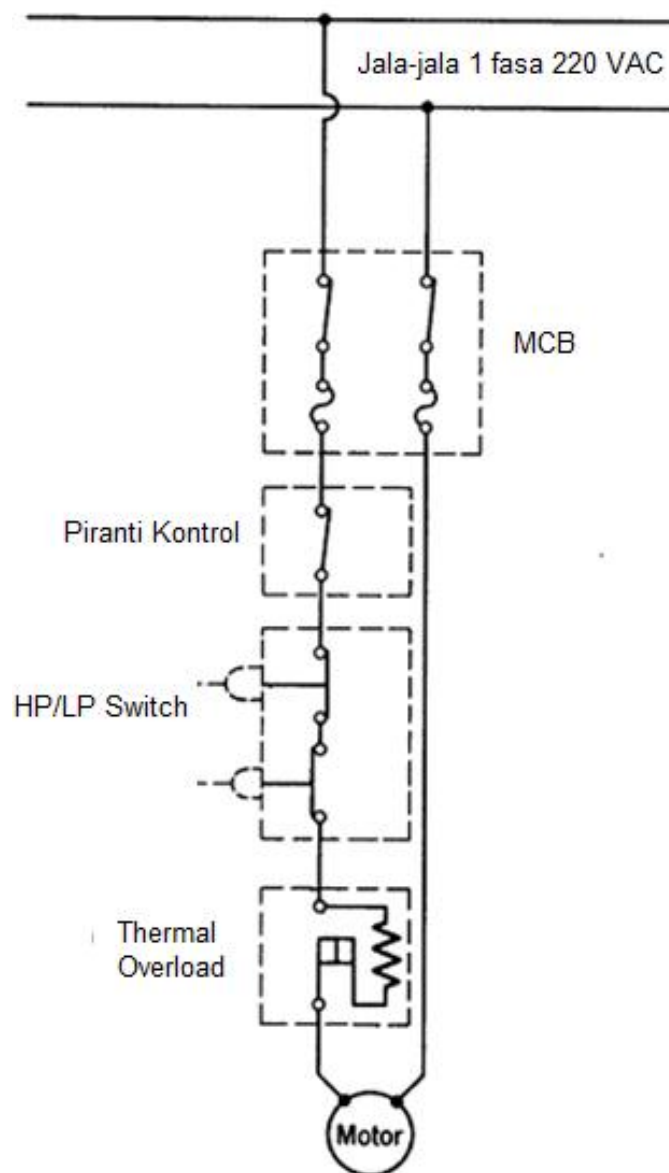 Jala-jala 1 fasa 220 VAC
MCB
Piranti Kontrol
HP/LP Switch
Thermal
Overload
Motor